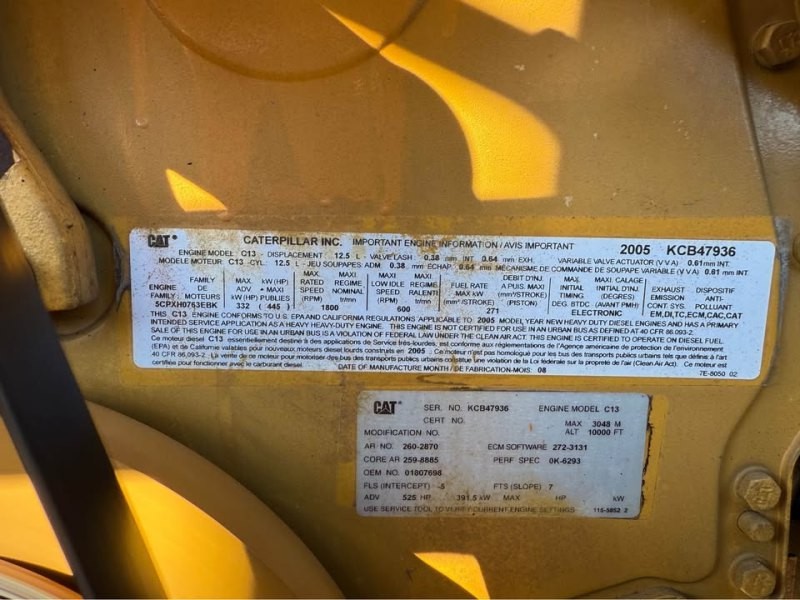 CAT® CATERPILLAR INC. IMPORTANT ENGINE INFORMATION / AVIS IMPORTANT 2005 KCB47936
ENGINE MODEL: C13 - DISPLACEMENT 12.5 L - VALVE LASH 0.38 mm INT 0.64 mm EXH. VARIABLE VALVE ACTUATOR (V V A) 0.61 mm INT.
MODELE MOTEUR: C13 -CYL. 12.5 L - JEU SOUPAPES ADM 0.38 mm ECHAP. 0.64 mm MÉCANISME DE COMMANDE DE SOUPAPE VARIABLE (V V A) 0.61 mm INT.
MAX. MAXI MAXI DEBIT D'INJ.
FAMILY MAX. kW (HP) RATED REGIME LOW IDLE REGIME FUEL RATE A PUIS. MAXI INITIAL MAXI CALAGE EXHAUST DISPOSITIF
ENGINE DE ADV • MAXI SPEED NOMINAL SPEED RALENTI MAX kW (mm³/STROKE) TIMING. INITIAL D'INJ. EMISSION ANTI-
FAMILY: MOTEURS kW (HP) PUBLIES (RPM) tr/mn (RPM) tr/mn (mm³/STROKE) (PISTON) DEG. BTDC (AVANT PMH) CONT. SYS. POLLUANT
5CPXH0763EBK 332 445 1800 600 271 ELECTRONIC EM,DI,TC,ECM,CAC,CAT
THIS C13 ENGINE CONFORMS TO U.S. EPA AND CALIFORNIA REGULATIONS APPLICABLE TO 2005 MODEL YEAR NEW HEAVY DUTY DIESEL ENGINES AND HAS A PRIMARY
INTENDED SERVICE APPLICATION AS A HEAVY HEAVY-DUTY ENGINE. THIS ENGINE IS NOT CERTIFIED FOR USE IN AN URBAN BUS AS DEFINED AT 40 CFR 86.093-2.
SALE OF THIS ENGINE FOR USE IN AN URBAN BUS IS A VIOLATION OF FEDERAL LAW UNDER THE CLEAN AIR ACT. THIS ENGINE IS CERTIFIED TO OPERATE ON DIESEL FUEL
Ce moteur diesel C13 essentiellement destiné à des applications de Service très-lourdes, est conforme aux réglementations de l'Agence américaine de protection de l'environnement
(EPA) et de Californie valables pour les nouveaux moteurs diesel lourds construits en 2005 . Ce moteur n'est pas homologué pour les bus des transports publics urbains tels que définis à l'art
40 CFR 86.093-2. La vente de ce moteur pour motoriser des bus des transports publics urbains constitue une violation de la Loi fédérale sur la propreté de l'air (Clean Air Act). Ce moteur est
certifié pour fonctionner avec le carburant diesel. DATE OF MANUFACTURE MONTH / DE FABRICATION-MOIS: 08 7E-8050 02
CAT® SER. NO. KCB47936 ENGINE MODEL C13
CERT NO. MAX 3048 M
MODIFICATION NO. ALT 10000 FT
AR NO. 260-2870 ECM SOFTWARE 272-3131
CORE AR 259-8885 PERF SPEC 0K-6293
OEM NO. 01807698
FLS (INTERCEPT) -5 FTS (SLOPE) 7
ADV 525 HP 391.5 kW MAX HP kW
USE SERVICE TOOL TO VERIFY CURRENT ENGINE SETTINGS 115-5852 2